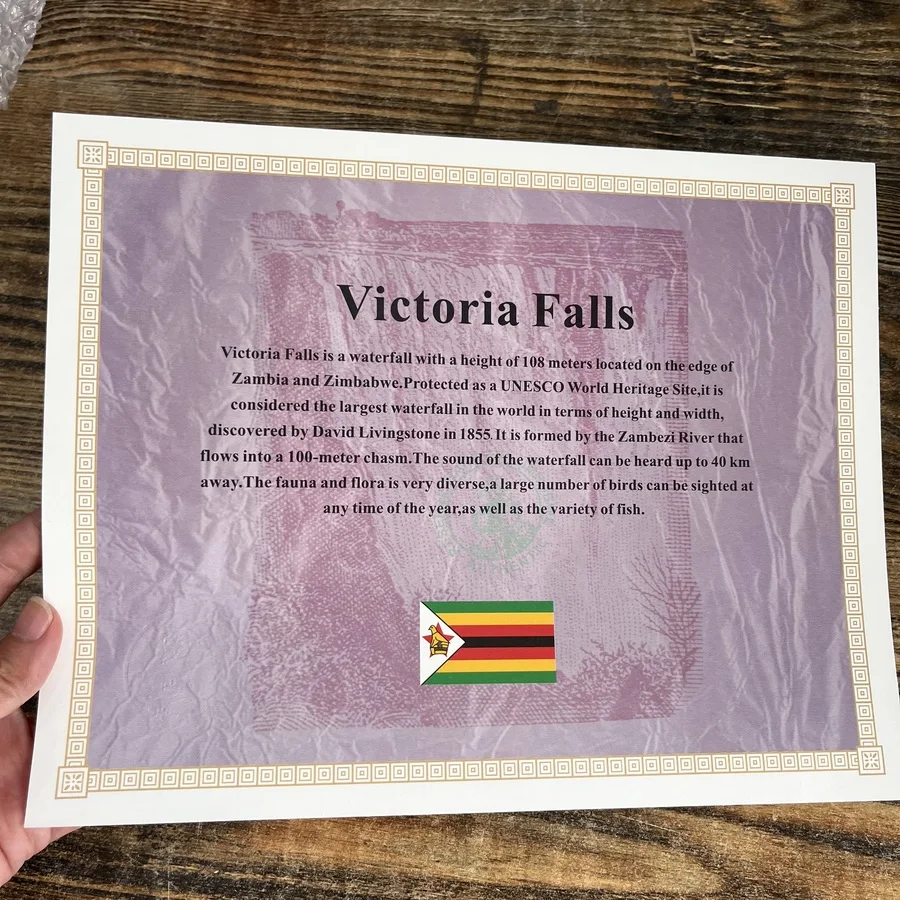 Victoria Falls
Victoria Falls is a waterfall with a height of 108 meters located on the edge of
Zambia and Zimbabwe.Protected as a UNESCO World Heritage Site,it is
considered the largest waterfall in the world in terms of height and width,
discovered by David Livingstone in 1855.It is formed by the Zambezi River that
flows into a 100-meter chasm.The sound of the waterfall can be heard up to 40 km
away.The fauna and flora is very diverse,a large number of birds can be sighted at
any time of the year,as well as the variety of fish.